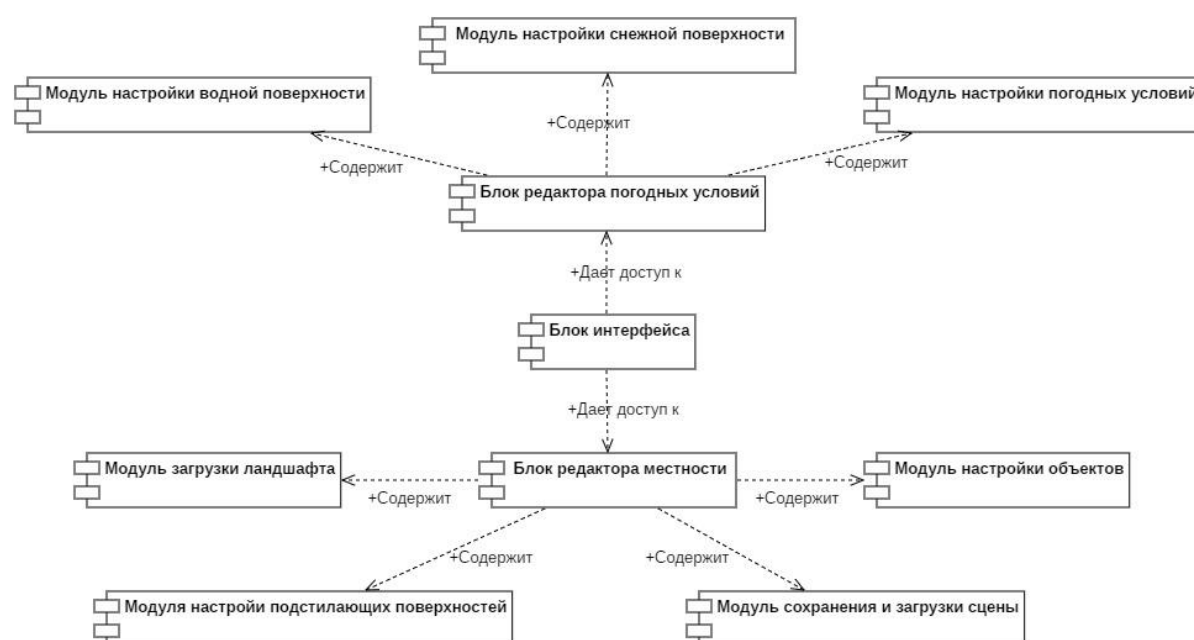 Модуль настройки снежной поверхности
Модуль настройки водной поверхности
Модуль настройки погодных условий
+Содержит
+Содержит
+Содержит
Блок редактора погодных условий
+Дает доступ к
Блок интерфейса
+Дает доступ к
Модуль загрузки ландшафта
Блок редактора местности
Модуль настройки объектов
+Содержит
+Содержит
+Содержит
+Содержит
Модуля настройи подстилающих поверхностей
Модуль сохранения и загрузки сцены